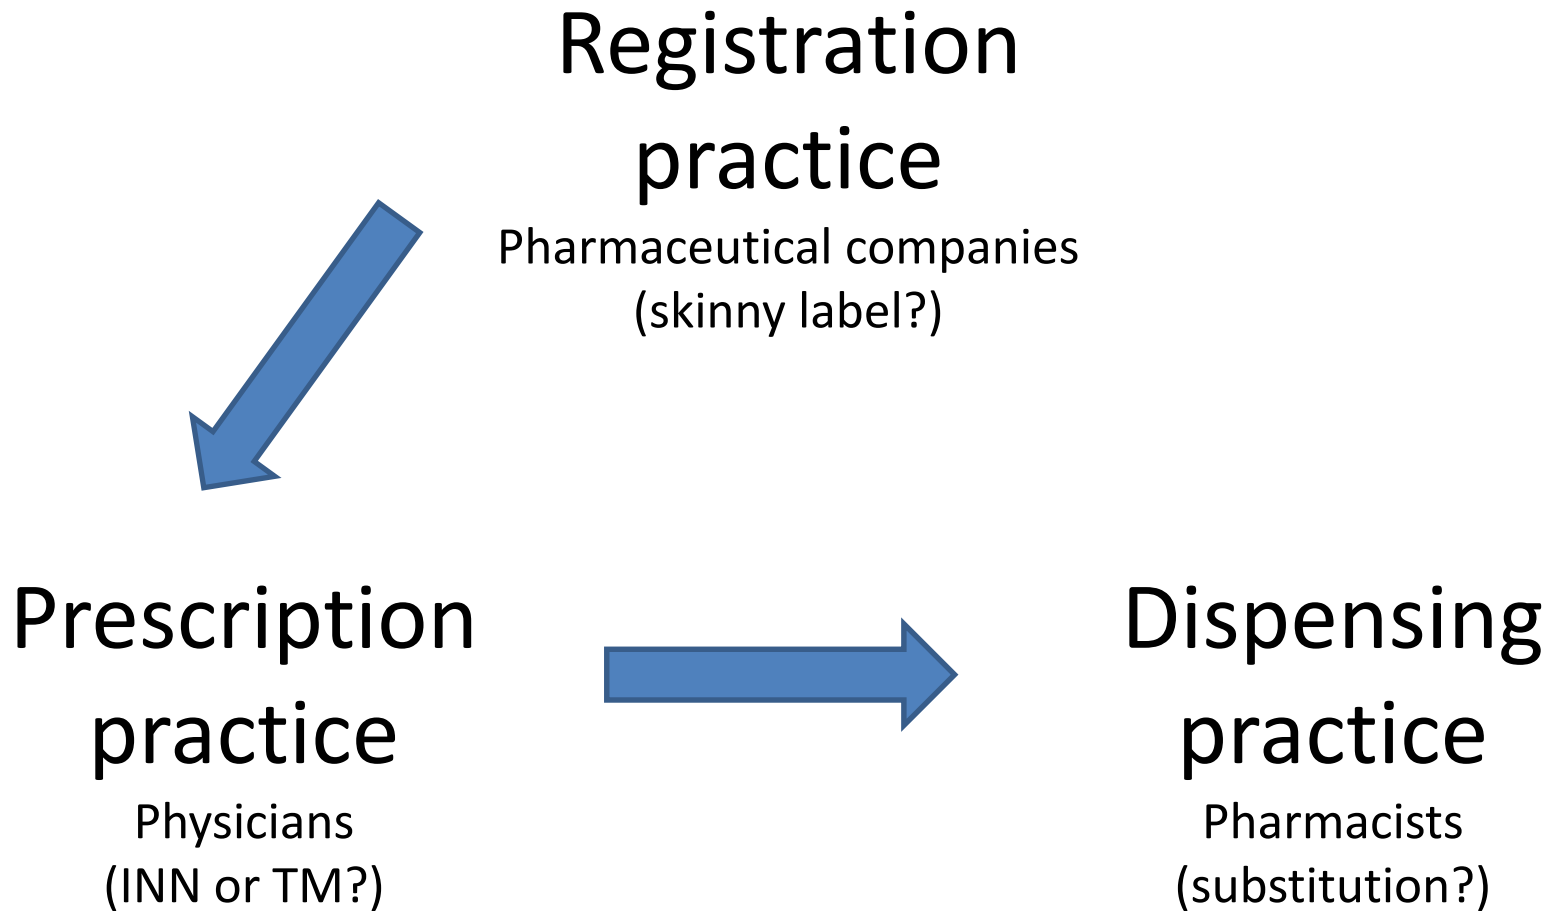 Registration
practice
Pharmaceutical companies
(skinny label?)
Prescription
practice
Physicians
(INN or TM?)
Dispensing
practice
Pharmacists
(substitution?)